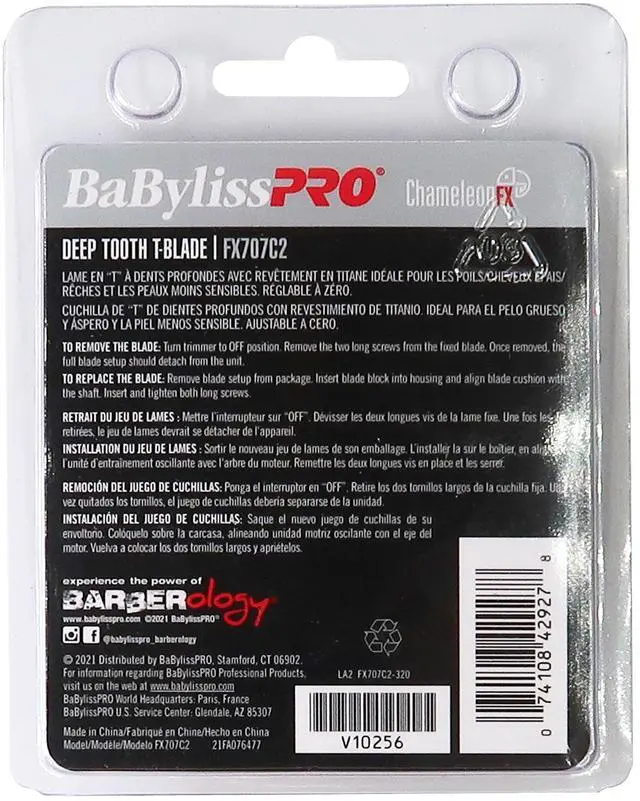 BaBylissPRO® ChameleonFX
DEEP TOOTH T-BLADE | FX707C2
LAME EN "T" À DENTS PROFONDES AVEC REVÊTEMENT EN TITANE IDÉALE POUR LES POILS/CHEVEUX ÉPAIS/
RÊCHES ET LES PEAUX MOINS SENSIBLES. RÉGLABLE À ZÉRO.
CUCHILLA DE "T" DE DIENTES PROFUNDOS CON REVESTIMIENTO DE TITANIO. IDEAL PARA EL PELO GRUESO
Y ÁSPERO Y LA PIEL MENOS SENSIBLE. AJUSTABLE A CERO.
TO REMOVE THE BLADE: Turn trimmer to OFF position. Remove the two long screws from the fixed blade. Once removed, the
full blade setup should detach from the unit.
TO REPLACE THE BLADE: Remove blade setup from package. Insert blade block into housing and align blade cushion with
the shaft. Insert and tighten both long screws.
RETRAIT DU JEU DE LAMES : Mettre l'interrupteur sur "OFF". Dévisser les deux longues vis de la lame fixe. Une fois les
retirées, le jeu de lames devrait se détacher de l'appareil.
INSTALLATION DU JEU DE LAMES : Sortir le nouveau jeu de lames de son emballage. L'installer la sur le boîtier, en
l'unité d'entraînement oscillante avec l'arbre du moteur. Remettre les deux longues vis en place et les serrer.
REMOCIÓN DEL JUEGO DE CUCHILLAS: Ponga el interruptor en "OFF". Retire los dos tornillos largos de la cuchilla fija.
vez quitados los tornillos, el juego de cuchillas debería separarse de la unidad.
INSTALACIÓN DEL JUEGO DE CUCHILLAS: Saque el nuevo juego de cuchillas de su
envoltorio. Colóquelo sobre la carcasa, alineando unidad motriz oscilante con el eje del
motor. Vuelva a colocar los dos tornillos largos y apriételos.
experience the power of
BARBERology®
www.babylisspro.com ©2021 BaBylissPRO®
@babylisspro_barberology
© 2021 Distributed by BaBylissPRO, Stamford, CT 06902.
For information regarding BaBylissPRO Professional Products,
visit us on the web at www.babylisspro.com
BaBylissPRO World Headquarters: Paris, France
BaBylissPRO U.S. Service Center: Glendale, AZ 85307
Made in China/Fabriqué en Chine/Hecho en China
Model/Modèle/Modelo FX707C2 21FA076477
LA2 FX707C2-320
V10256
0 74108 42927 8